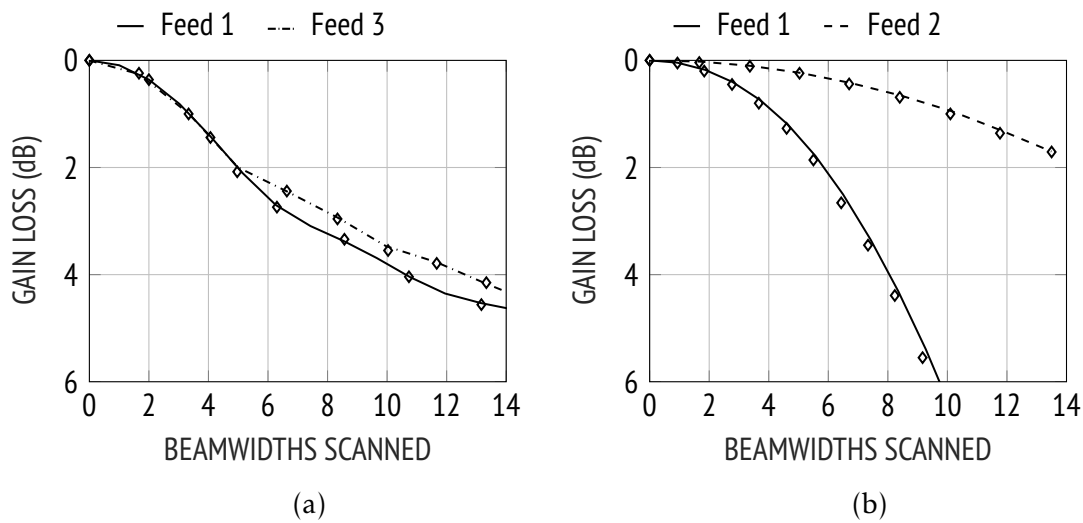 Feed 1 Feed 3
GAIN LOSS (dB)
0
2
4
6
0 2 4 6 8 10 12 14
BEAMWIDTHS SCANNED
(a)
Feed 1 Feed 2
GAIN LOSS (dB)
0
2
4
6
0 2 4 6 8 10 12 14
BEAMWIDTHS SCANNED
(b)